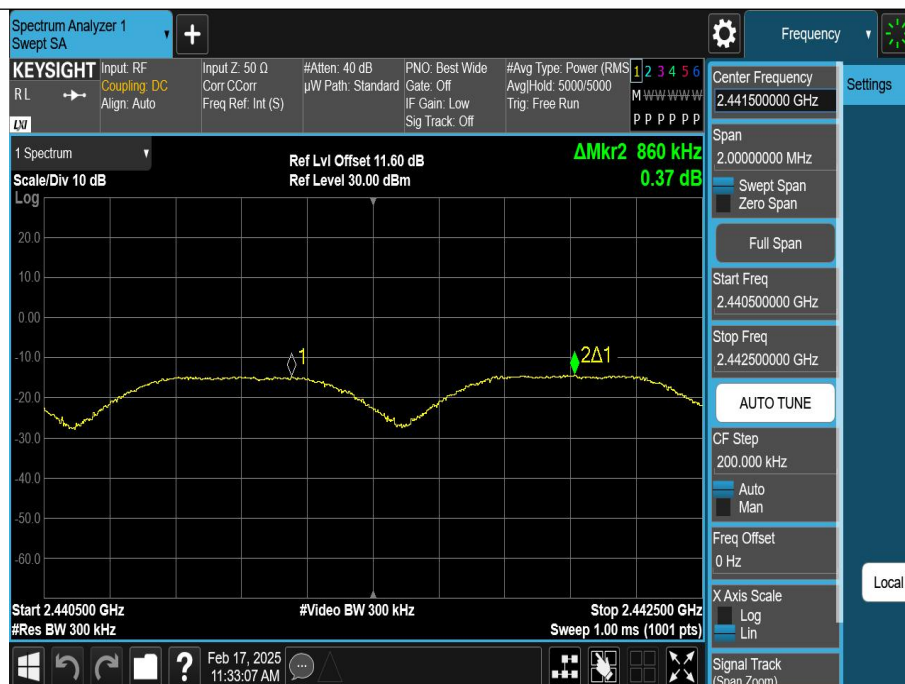 Spectrum Analyzer 1
Swept SA
Frequency
KEYSIGHT
RL
LXI
Input: RF
Coupling: DC
Align: Auto
Input Z: 50 Ω
Corr CCorr
Freq Ref: Int (S)
#Atten: 40 dB
µW Path: Standard
PNO: Best Wide
Gate: Off
IF Gain: Low
Sig Track: Off
#Avg Type: Power (RMS
Avg|Hold: 5000/5000
Trig: Free Run
1 2 3 4 5 6
M W W W W W
P P P P P P
1 Spectrum
Scale/Div 10 dB
Log
Ref Lvl Offset 11.60 dB
Ref Level 30.00 dBm
ΔMkr2 860 kHz
0.37 dB
20.0
10.0
0.00
-10.0
-20.0
-30.0
-40.0
-50.0
-60.0
1
2Δ1
Start 2.440500 GHz
#Res BW 300 kHz
#Video BW 300 kHz
Stop 2.442500 GHz
Sweep 1.00 ms (1001 pts)
Feb 17, 2025
11:33:07 AM
?
Center Frequency
2.441500000 GHz
Span
2.00000000 MHz
Swept Span
Zero Span
Full Span
Start Freq
2.440500000 GHz
Stop Freq
2.442500000 GHz
AUTO TUNE
CF Step
200.000 kHz
Auto
Man
Freq Offset
0 Hz
X Axis Scale
Log
Lin
Signal Track
(Span Zoom)
Settings
Local